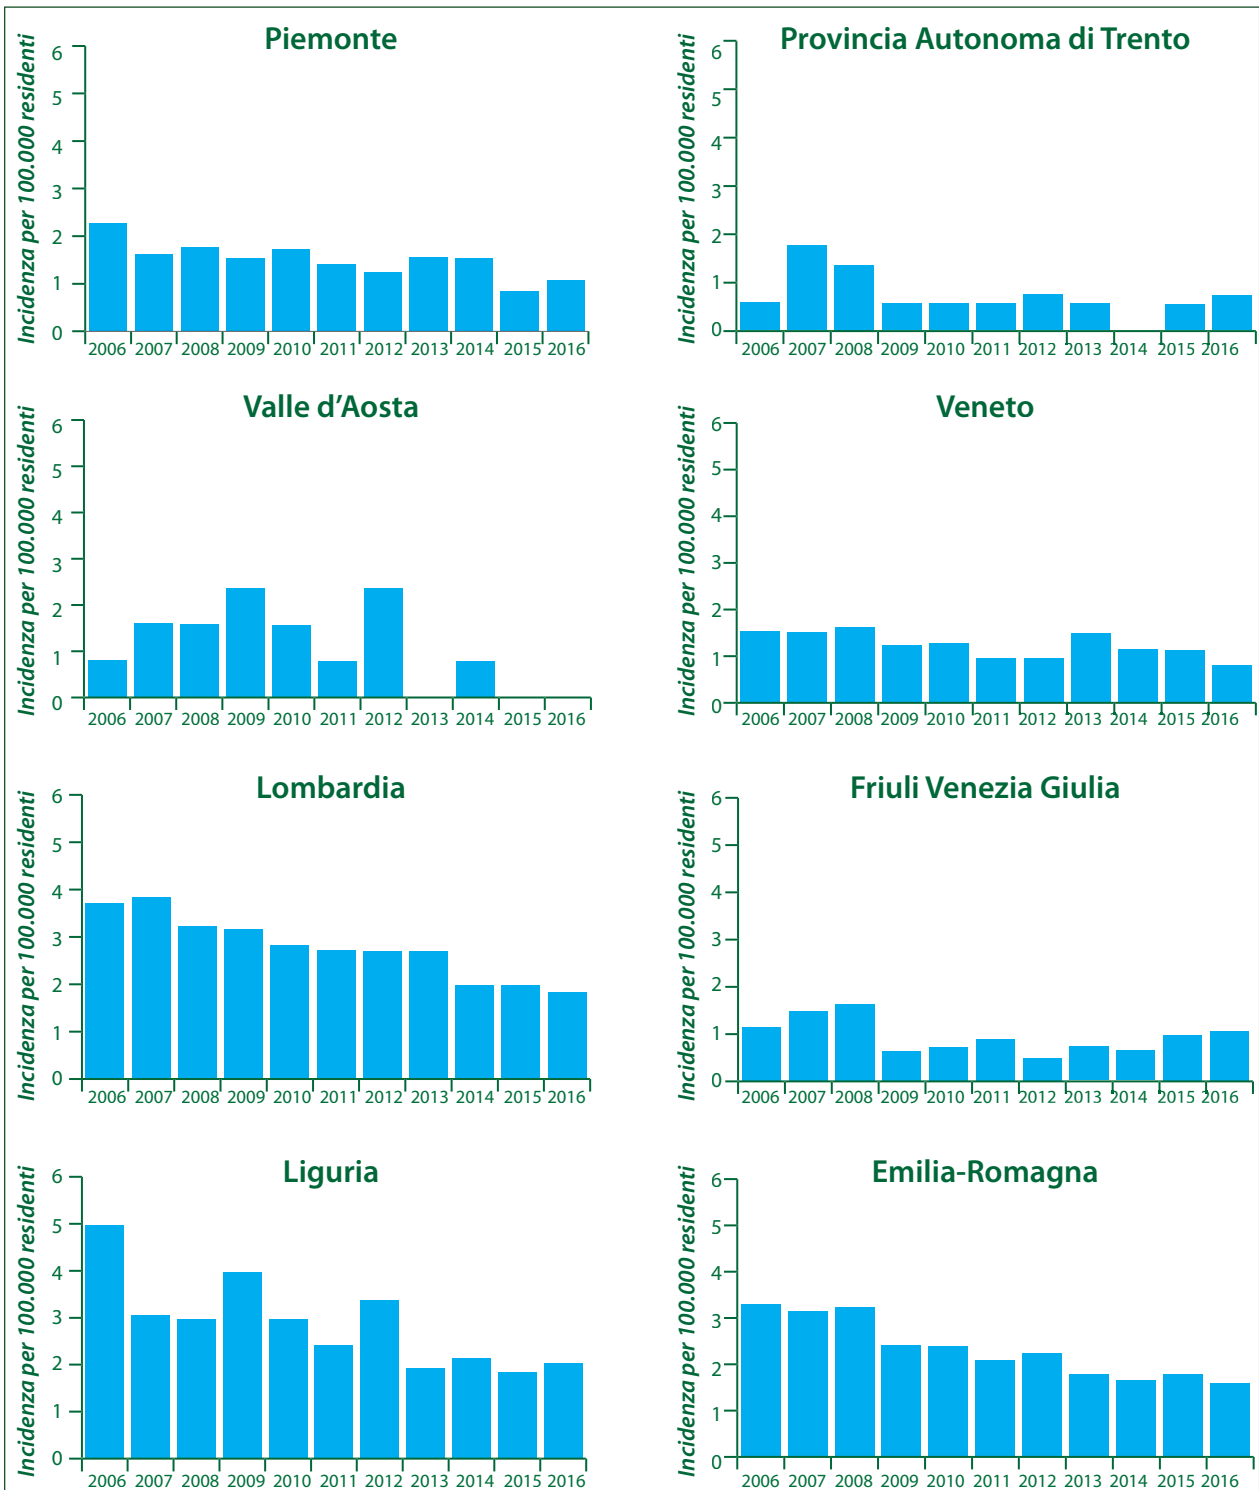 Piemonte
Incidenza per 100.000 residenti
6
5
4
3
2
1
0
2006 2007 2008 2009 2010 2011 2012 2013 2014 2015 2016
Provincia Autonoma di Trento
Incidenza per 100.000 residenti
6
5
4
3
2
1
0
2006 2007 2008 2009 2010 2011 2012 2013 2014 2015 2016
Valle d'Aosta
Incidenza per 100.000 residenti
6
5
4
3
2
1
0
2006 2007 2008 2009 2010 2011 2012 2013 2014 2015 2016
Veneto
Incidenza per 100.000 residenti
6
5
4
3
2
1
0
2006 2007 2008 2009 2010 2011 2012 2013 2014 2015 2016
Lombardia
Incidenza per 100.000 residenti
6
5
4
3
2
1
0
2006 2007 2008 2009 2010 2011 2012 2013 2014 2015 2016
Friuli Venezia Giulia
Incidenza per 100.000 residenti
6
5
4
3
2
1
0
2006 2007 2008 2009 2010 2011 2012 2013 2014 2015 2016
Liguria
Incidenza per 100.000 residenti
6
5
4
3
2
1
0
2006 2007 2008 2009 2010 2011 2012 2013 2014 2015 2016
Emilia-Romagna
Incidenza per 100.000 residenti
6
5
4
3
2
1
0
2006 2007 2008 2009 2010 2011 2012 2013 2014 2015 2016